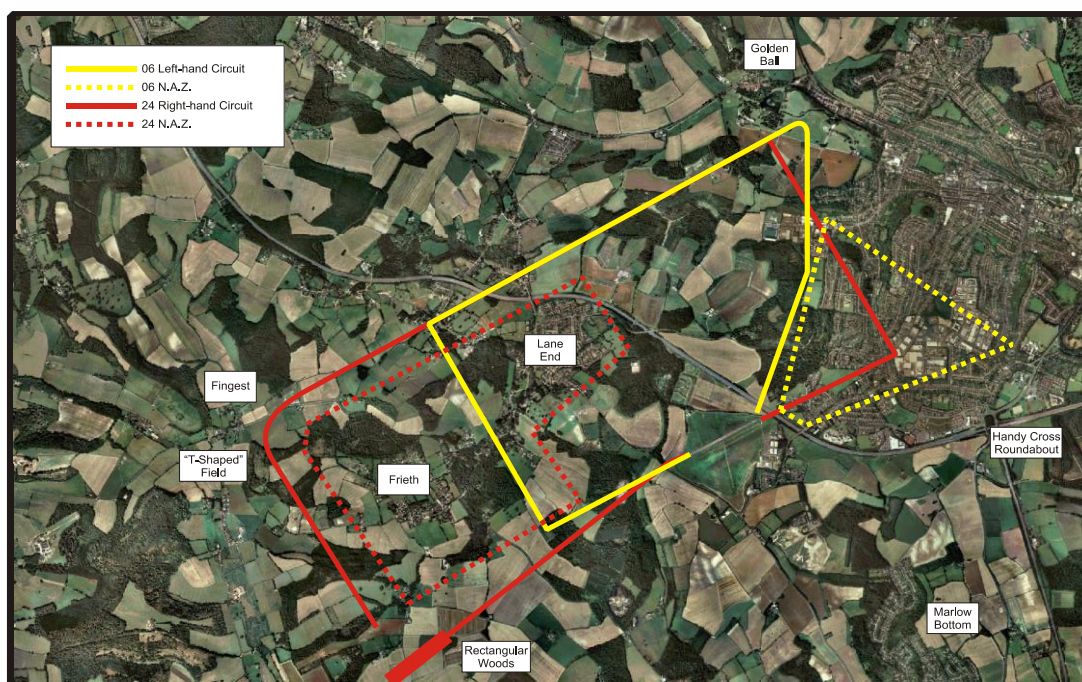 06 Left-hand Circuit
06 N.A.Z.
24 Right-hand Circuit
24 N.A.Z.
Golden
Ball
Lane
End
Fingest
"T-Shaped"
Field
Frieth
Handy Cross
Roundabout
Marlow
Bottom
Rectangular
Woods